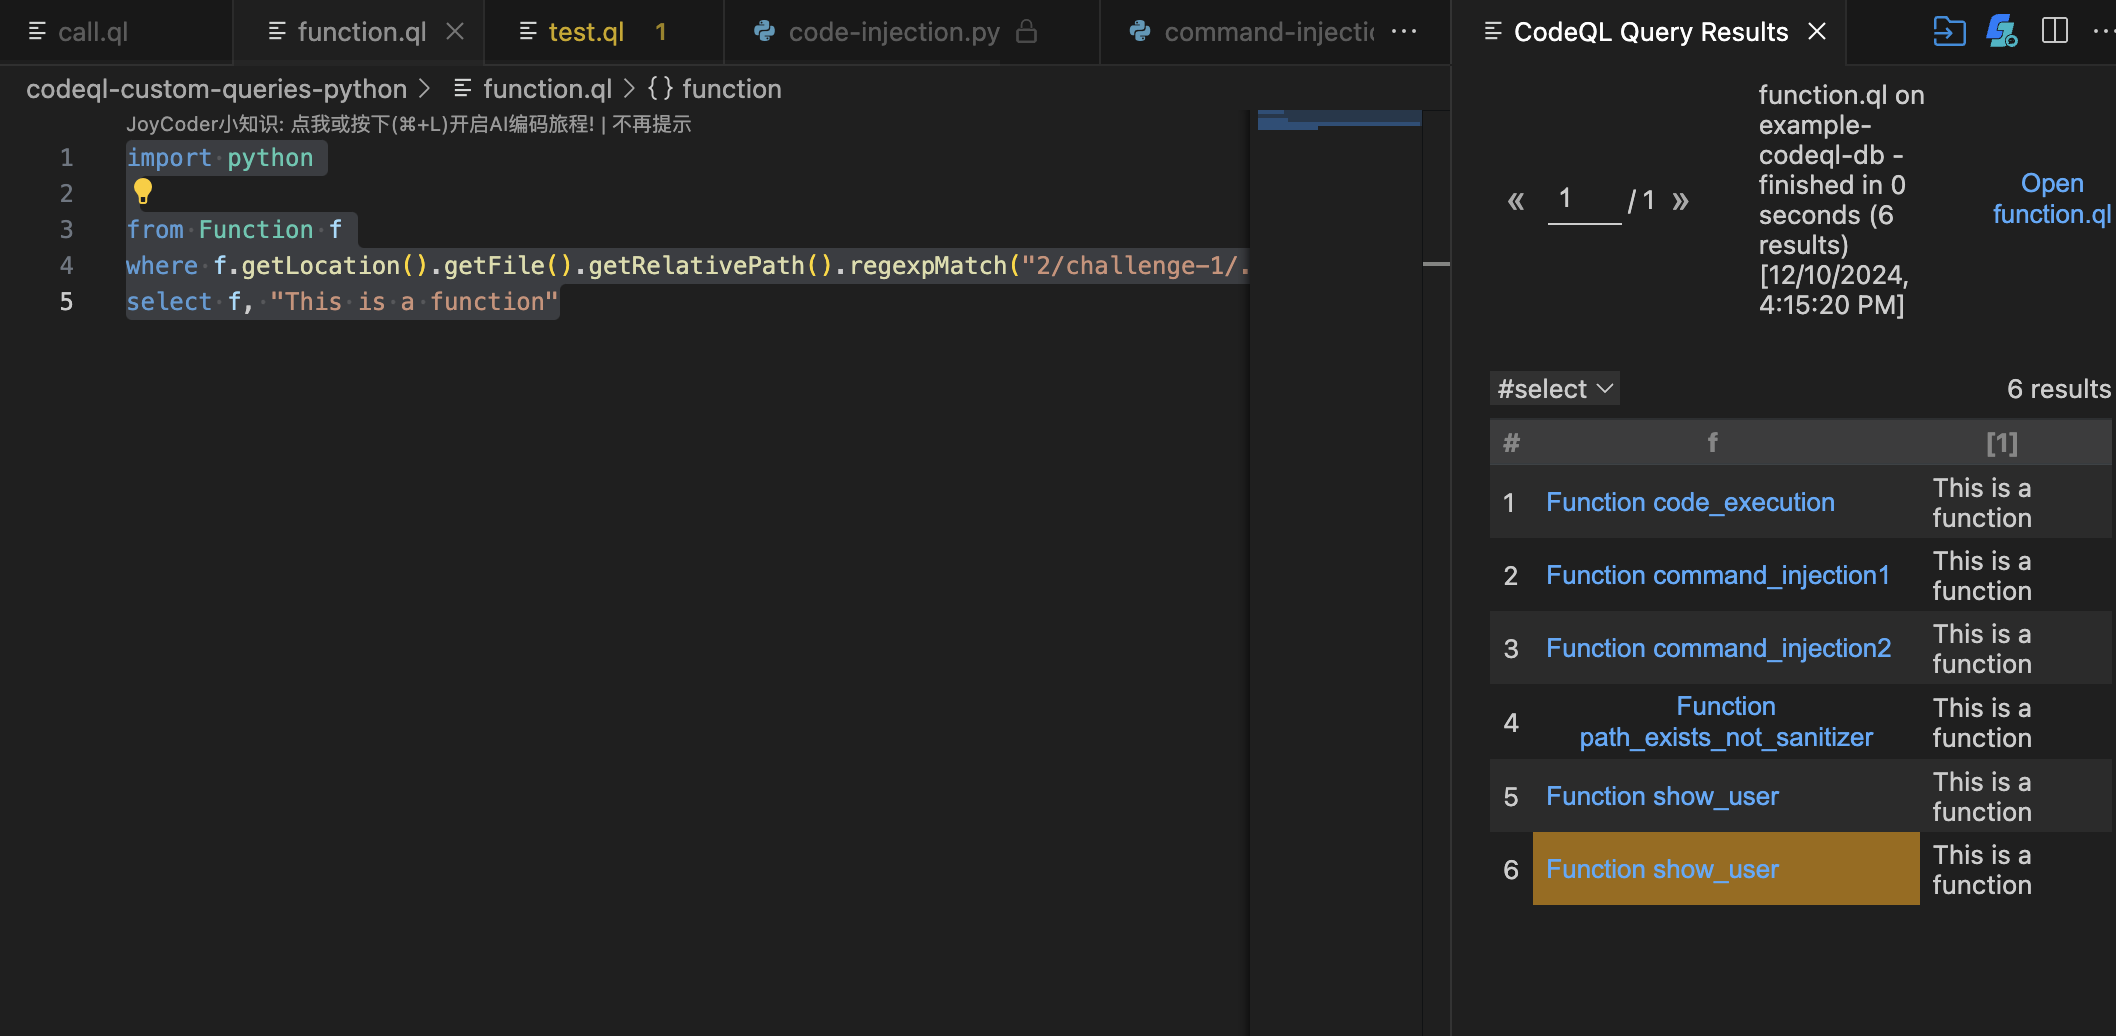 call.ql
function.ql
test.ql 1
code-injection.py
command-injectio
CodeQL Query Results
codeql-custom-queries-python > function.ql > {} function
JoyCoder小知识: 点我或按下(⌘+L)开启AI编码旅程! | 不再提示
1 import python
2
3 from Function f
4 where f.getLocation().getFile().getRelativePath().regexpMatch("2/challenge-1/.
5 select f, "This is a function"
« 1 / 1 »
function.ql on
example-
codeql-db -
finished in 0
seconds (6
results)
[12/10/2024,
4:15:20 PM]
Open
function.ql
#select
6 results
# f [1]
1 Function code_execution This is a
function
2 Function command_injection1 This is a
function
3 Function command_injection2 This is a
function
4 Function
path_exists_not_sanitizer This is a
function
5 Function show_user This is a
function
6 Function show_user This is a
function